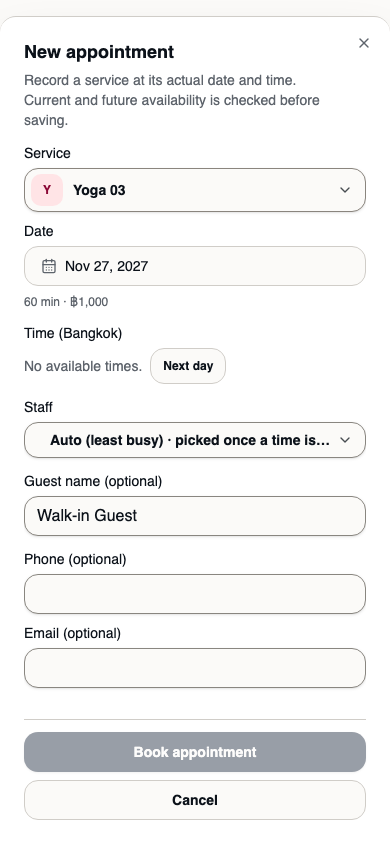 New appointment
Record a service at its actual date and time.
Current and future availability is checked before
saving.
Service
Y
Yoga 03
Date
Nov 27, 2027
60 min · ฿1,000
Time (Bangkok)
No available times.
Next day
Staff
Auto (least busy) · picked once a time is...
Guest name (optional)
Walk-in Guest
Phone (optional)
Email (optional)
Book appointment
Cancel